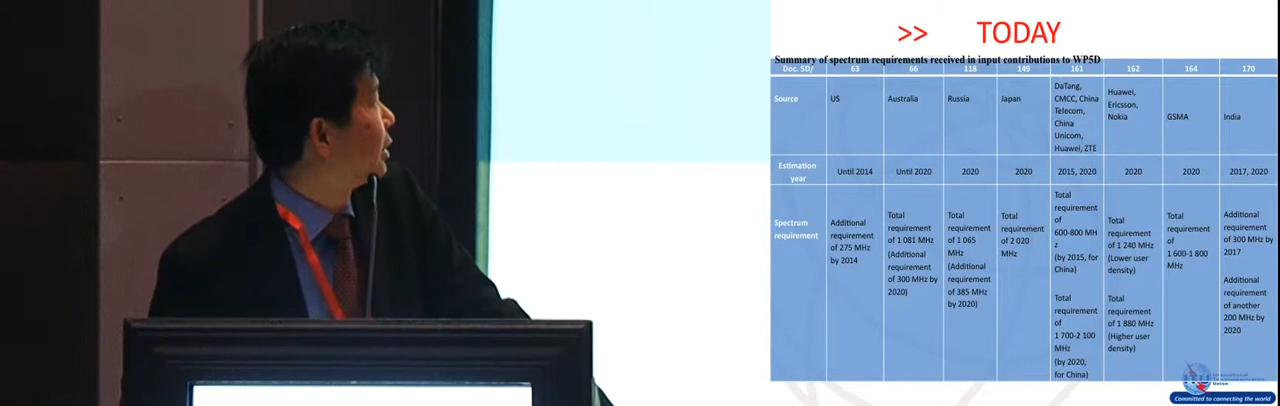 >> TODAY
Summary of spectrum requirements received in input contributions to WP5D
Doc. 5D/ 63 66 118 149 161 162 164 170
Source
US
Australia
Russia
Japan
DaTang,
CMCC, China
Telecom,
China
Unicom,
Huawei, ZTE
Huawei,
Ericsson,
Nokia
GSMA
India
Estimation
year
Until 2014
Until 2020
2020
2020
2015, 2020
2020
2020
2017, 2020
Spectrum
requirement
Additional
requirement
of 275 MHz
by 2014
Total
requirement
of 1 081 MHz
(Additional
requirement
of 300 MHz by
2020)
Total
requirement
of 1 065
MHz
(Additional
requirement
of 385 MHz
by 2020)
Total
requirement
of 2 020
MHz
Total
requirement
of
600-800 MH
z
(by 2015, for
China)
Total
requirement
of
1 700-2 100
MHz
(by 2020,
for China)
Total
requirement
of 1 240 MHz
(Lower user
density)
Total
requirement
of 1 880 MHz
(Higher user
density)
Total
requirement
of
1 600-1 800
MHz
Additional
requirement
of 300 MHz by
2017
Additional
requirement
of another
200 MHz by
2020
International
Telecommunication
Union
Committed to connecting the world